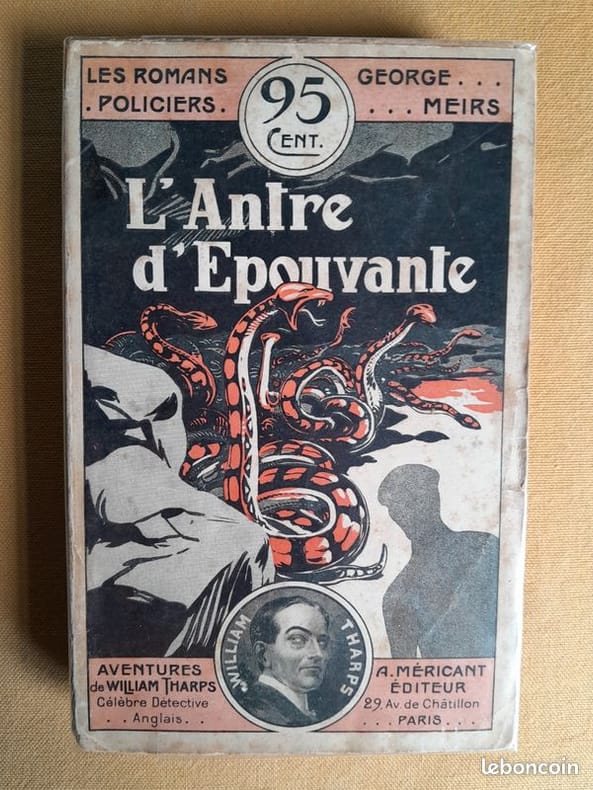 LES ROMANS
. POLICIERS .
95
CENT.
GEORGE . . .
. . . MEIRS
L'Antre
d'Epouvante
WILLIAM THARPS
AVENTURES
de WILLIAM THARPS
Célèbre Détective
. . Anglais . .
A. MÉRICANT
ÉDITEUR
29, Av. de Châtillon
. . . PARIS . . .
leboncoin